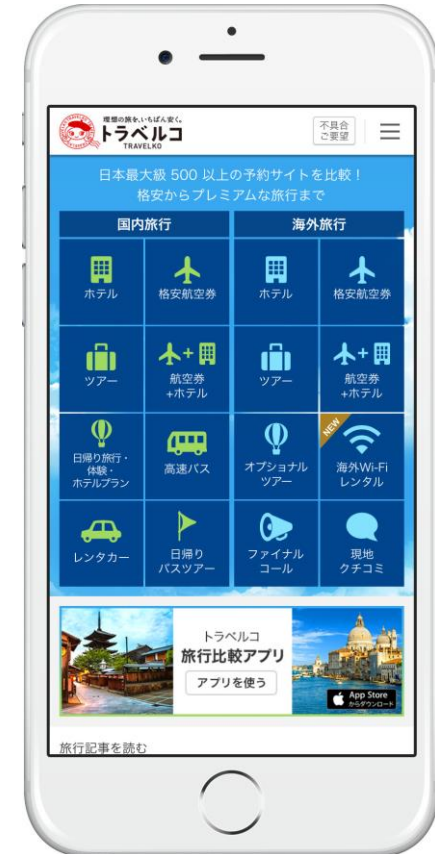 理想の旅を、いちばん安く。
トラベルコ
TRAVELKO
不具合
ご要望
日本最大級 500 以上の予約サイトを比較！
格安からプレミアムな旅行まで
国内旅行
海外旅行
ホテル
格安航空券
ホテル
格安航空券
ツアー
航空券
+ホテル
ツアー
航空券
+ホテル
日帰り旅行・
体験・
ホテルプラン
高速バス
オプショナル
ツアー
NEW
海外Wi-Fi
レンタル
レンタカー
日帰り
バスツアー
ファイナル
コール
現地
クチコミ
トラベルコ
旅行比較アプリ
アプリを使う
App Store
からダウンロード
旅行記事を読む